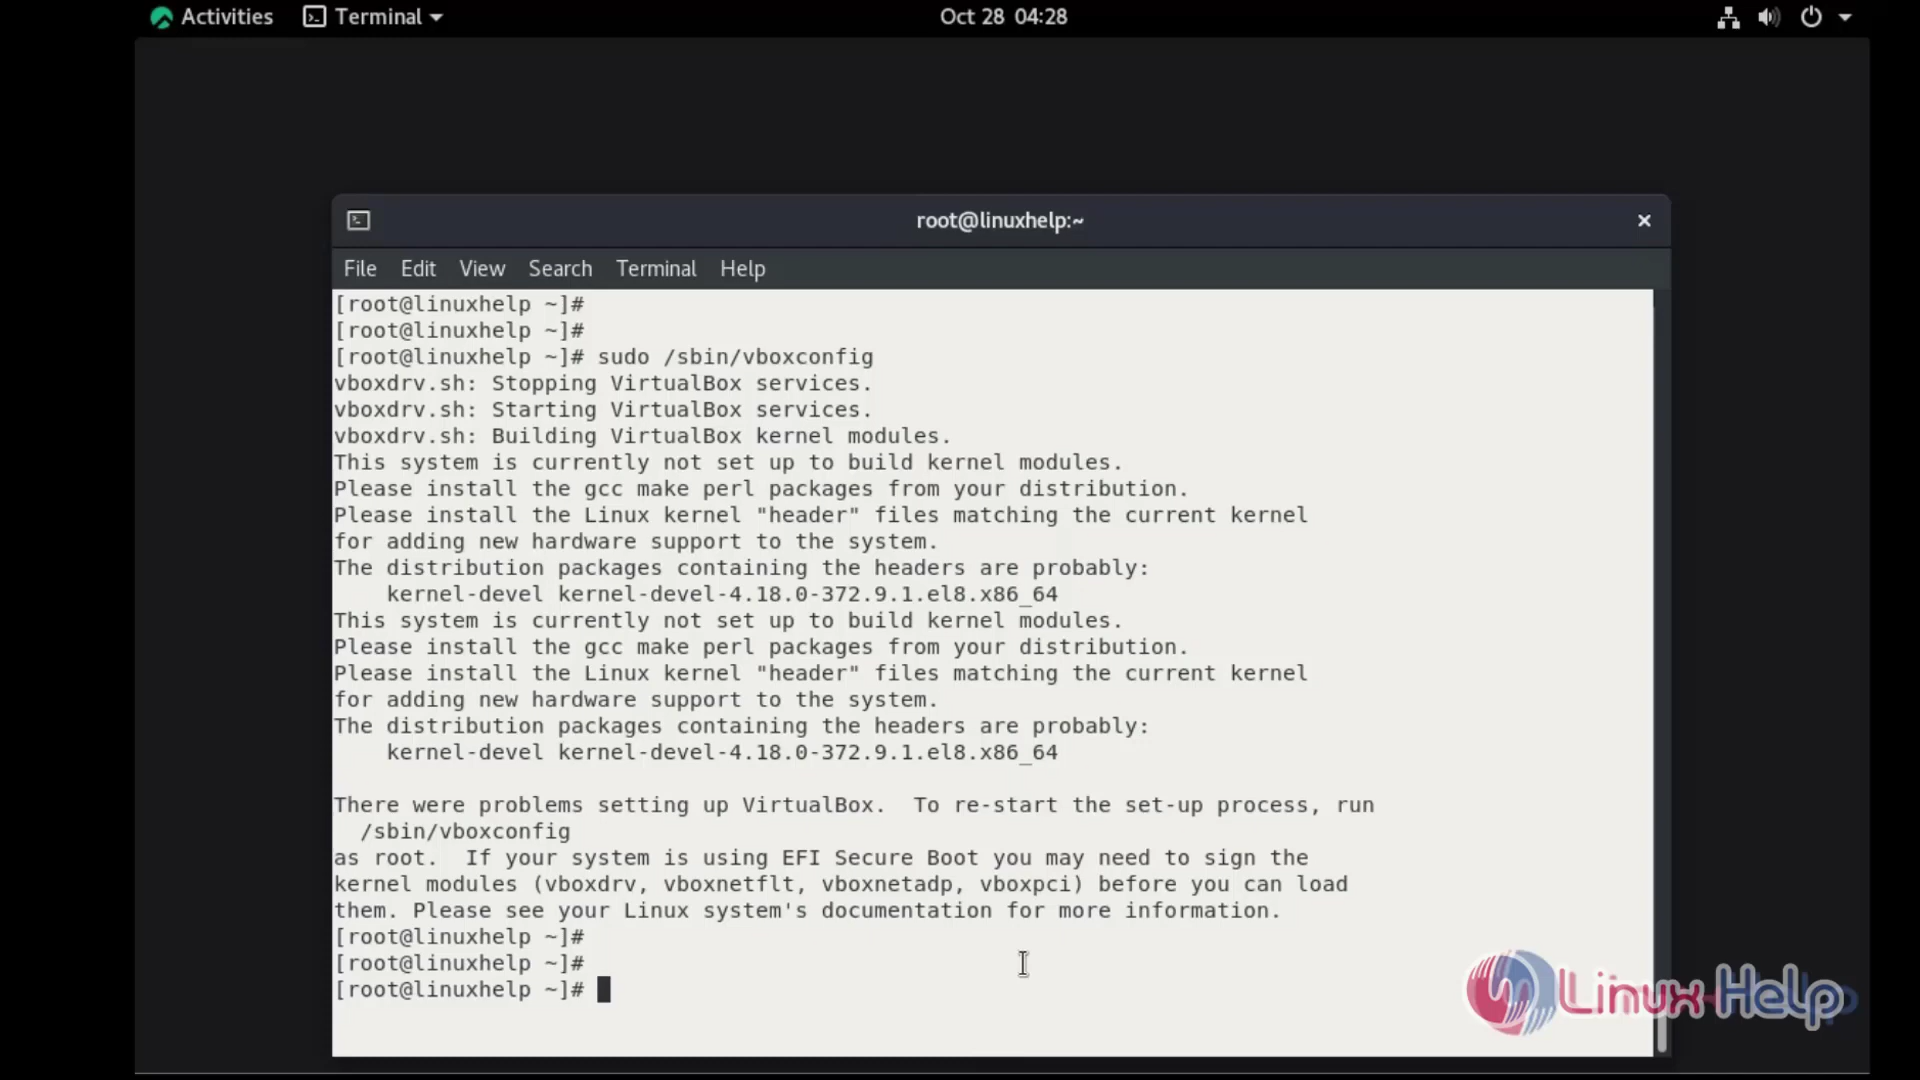 Activities Terminal Oct 28 04:28
root@linuxhelp:~
File Edit View Search Terminal Help
[root@linuxhelp ~]#
[root@linuxhelp ~]#
[root@linuxhelp ~]# sudo /sbin/vboxconfig
vboxdrv.sh: Stopping VirtualBox services.
vboxdrv.sh: Starting VirtualBox services.
vboxdrv.sh: Building VirtualBox kernel modules.
This system is currently not set up to build kernel modules.
Please install the gcc make perl packages from your distribution.
Please install the Linux kernel "header" files matching the current kernel
for adding new hardware support to the system.
The distribution packages containing the headers are probably:
    kernel-devel kernel-devel-4.18.0-372.9.1.el8.x86_64
This system is currently not set up to build kernel modules.
Please install the gcc make perl packages from your distribution.
Please install the Linux kernel "header" files matching the current kernel
for adding new hardware support to the system.
The distribution packages containing the headers are probably:
    kernel-devel kernel-devel-4.18.0-372.9.1.el8.x86_64
There were problems setting up VirtualBox.  To re-start the set-up process, run
  /sbin/vboxconfig
as root.  If your system is using EFI Secure Boot you may need to sign the
kernel modules (vboxdrv, vboxnetflt, vboxnetadp, vboxpci) before you can load
them. Please see your Linux system's documentation for more information.
[root@linuxhelp ~]#
[root@linuxhelp ~]#
[root@linuxhelp ~]#
Linux Help